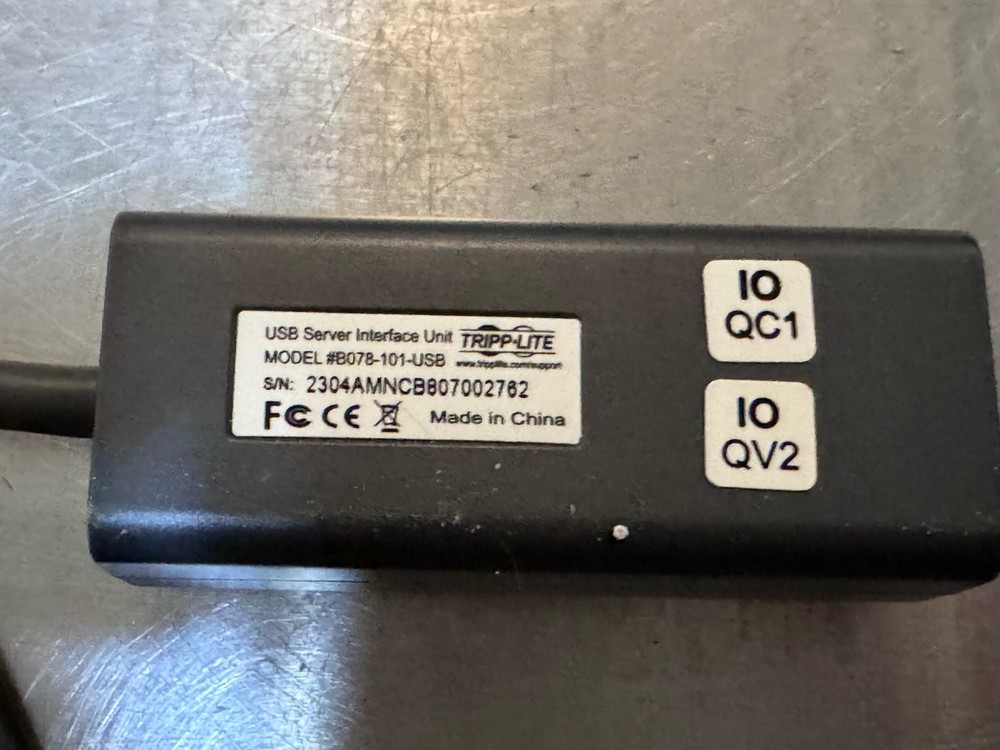 USB Server Interface Unit TRIPP·LITE
MODEL #B078-101-USB www.tripplite.com/support
S/N: 2304AMNCB807002762
FC CE Made in China
IO
QC1
IO
QV2